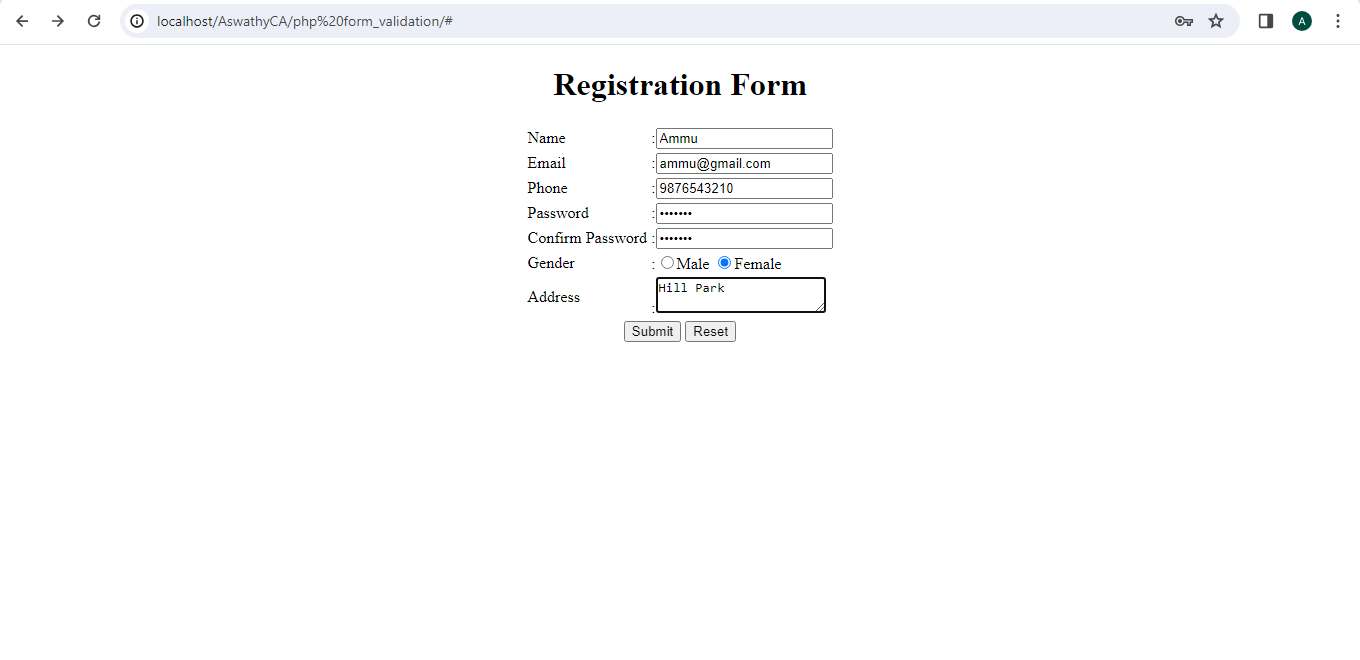 localhost/AswathyCA/php%20form_validation/#
A
Registration Form
Name :Ammu
Email :ammu@gmail.com
Phone :9876543210
Password :•••••••
Confirm Password :•••••••
Gender : Male Female
Address :Hill Park
Submit Reset